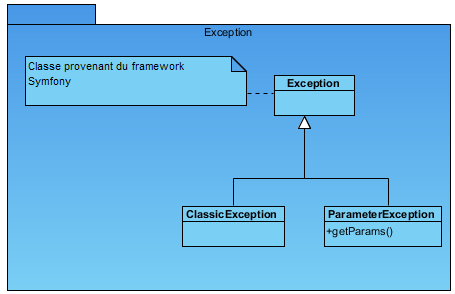 Exception
Classe provenant du framework
Symfony
Exception
ClassicException
ParameterException
+getParams()